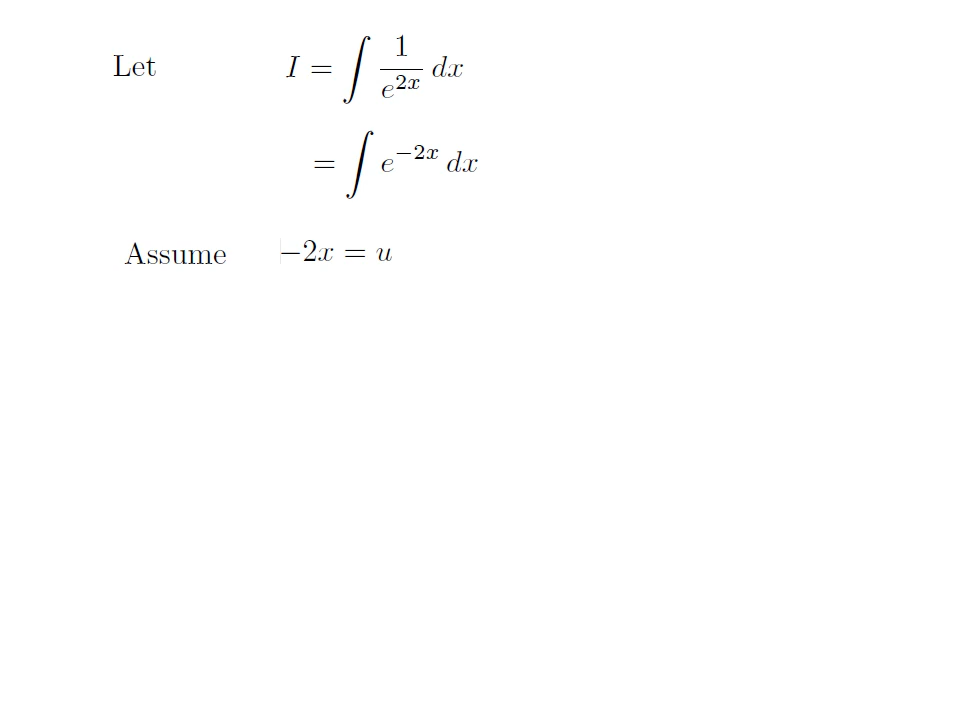 Let I = ∫ 1/e^{2x} dx
= ∫ e^{−2x} dx
Assume −2x = u